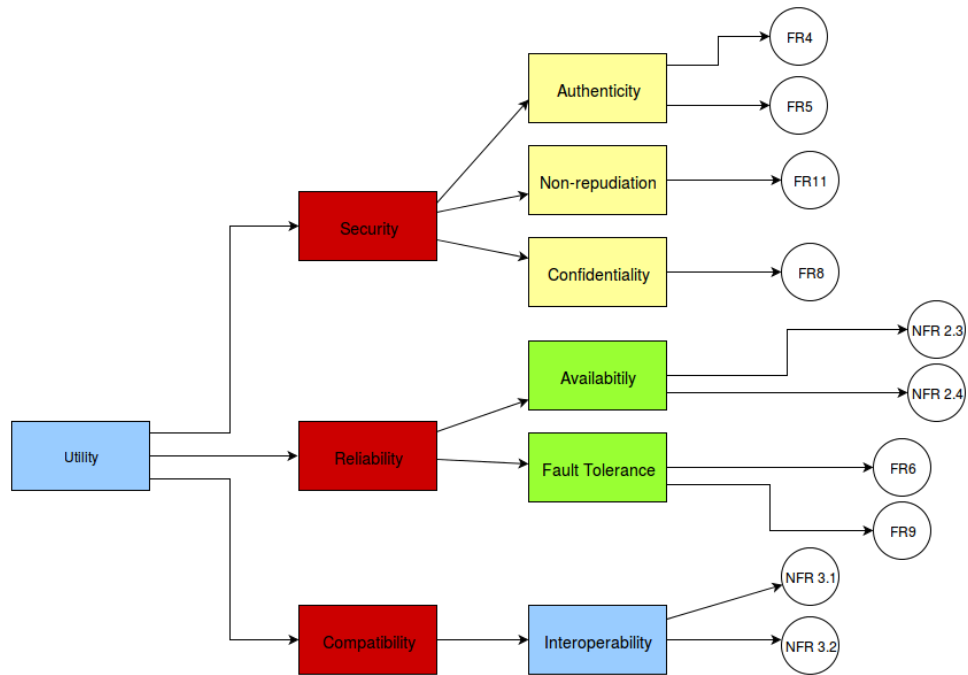 FR4
Authenticity
FR5
Non-repudiation
FR11
Security
Confidentiality
FR8
NFR 2.3
Availabitily
NFR 2.4
Utility
Reliability
Fault Tolerance
FR6
FR9
NFR 3.1
Compatibility
Interoperability
NFR 3.2